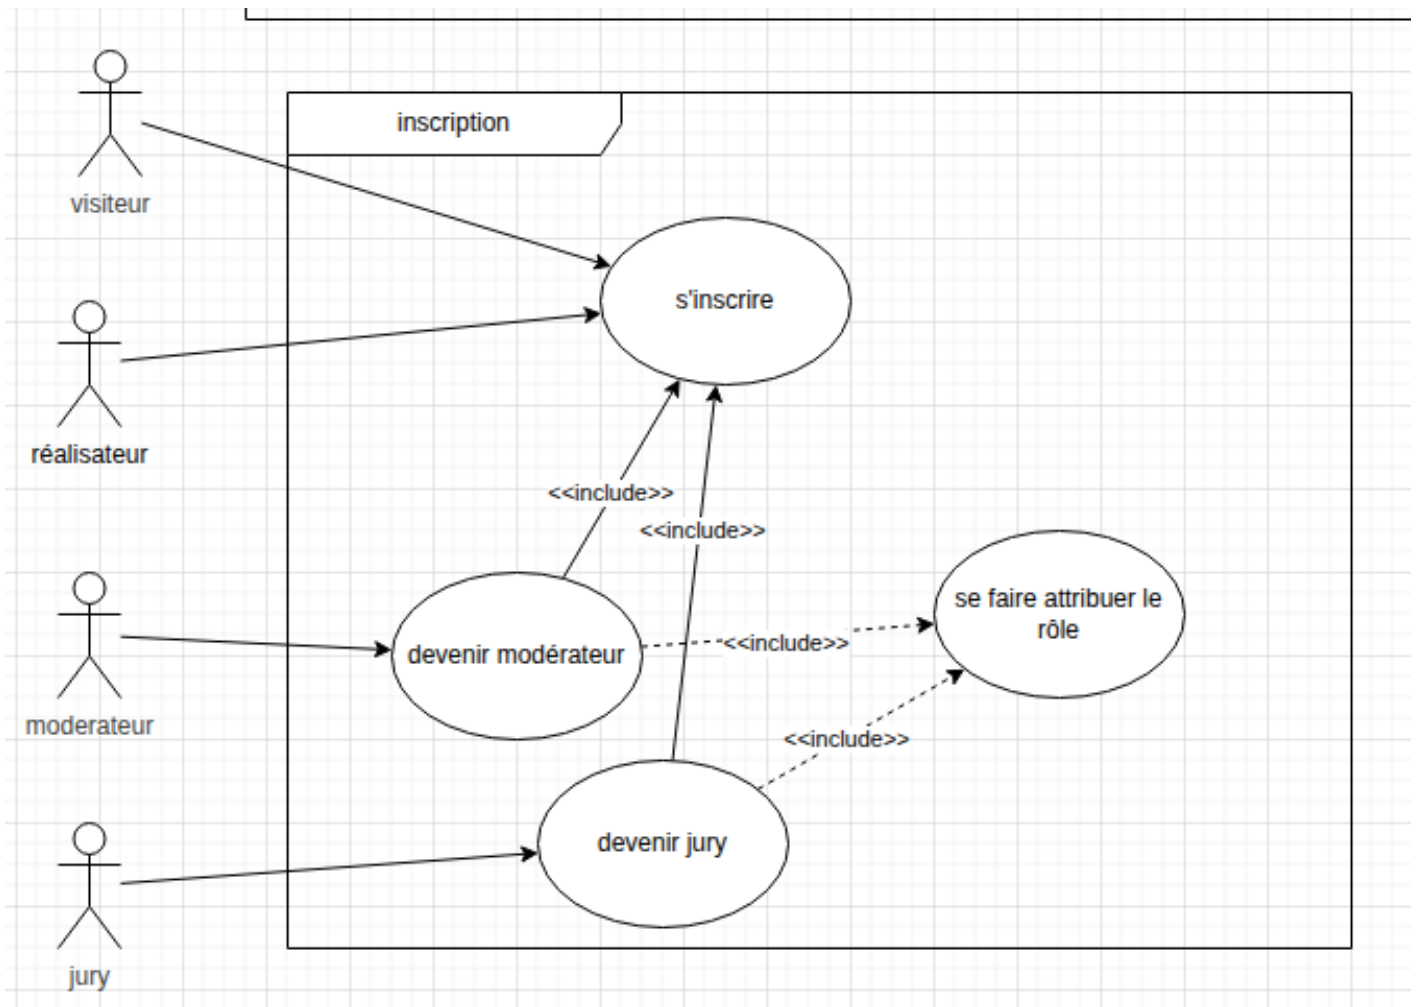 inscription
visiteur
s'inscrire
réalisateur
<<include>>
<<include>>
se faire attribuer le
rôle
<<include>>
devenir modérateur
moderateur
<<include>>
devenir jury
jury